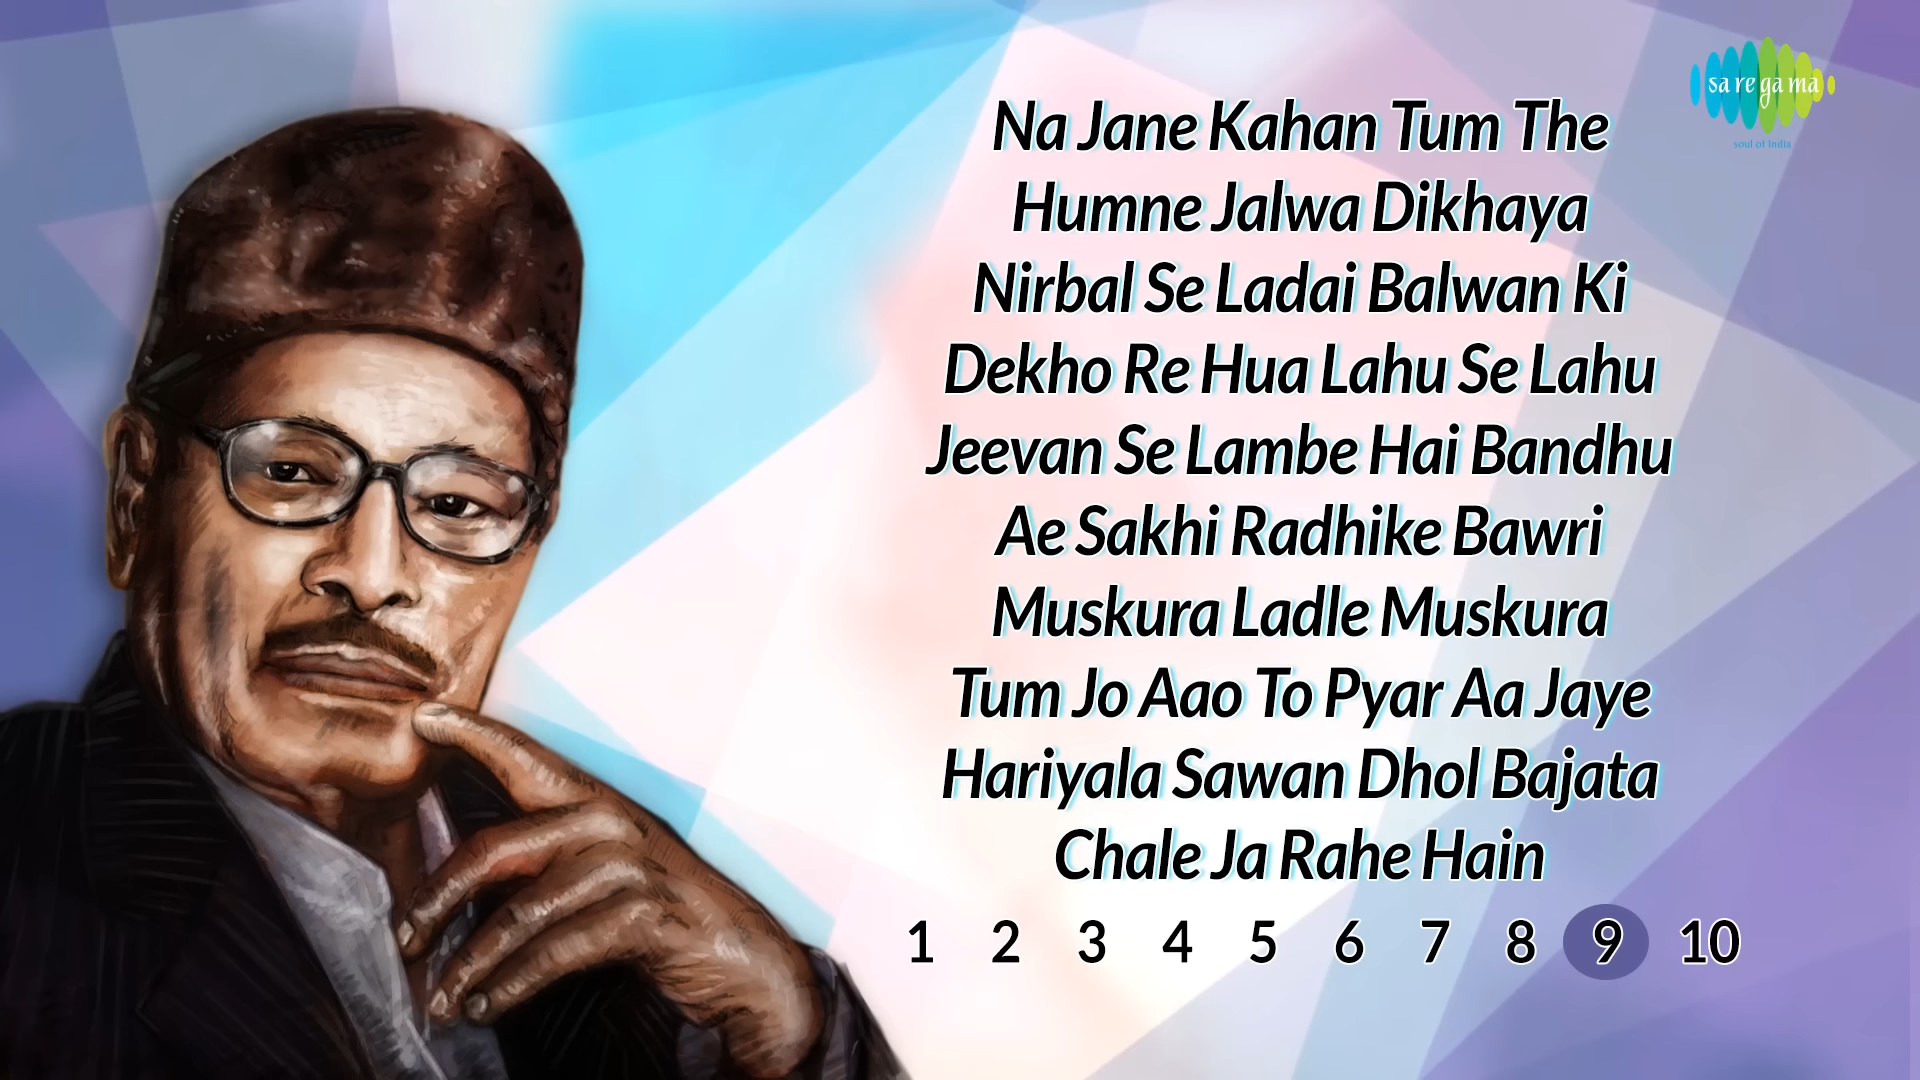 sa re ga ma
soul of India
Na Jane Kahan Tum The
Humne Jalwa Dikhaya
Nirbal Se Ladai Balwan Ki
Dekho Re Hua Lahu Se Lahu
Jeevan Se Lambe Hai Bandhu
Ae Sakhi Radhike Bawri
Muskura Ladle Muskura
Tum Jo Aao To Pyar Aa Jaye
Hariyala Sawan Dhol Bajata
Chale Ja Rahe Hain
1 2 3 4 5 6 7 8 9 10